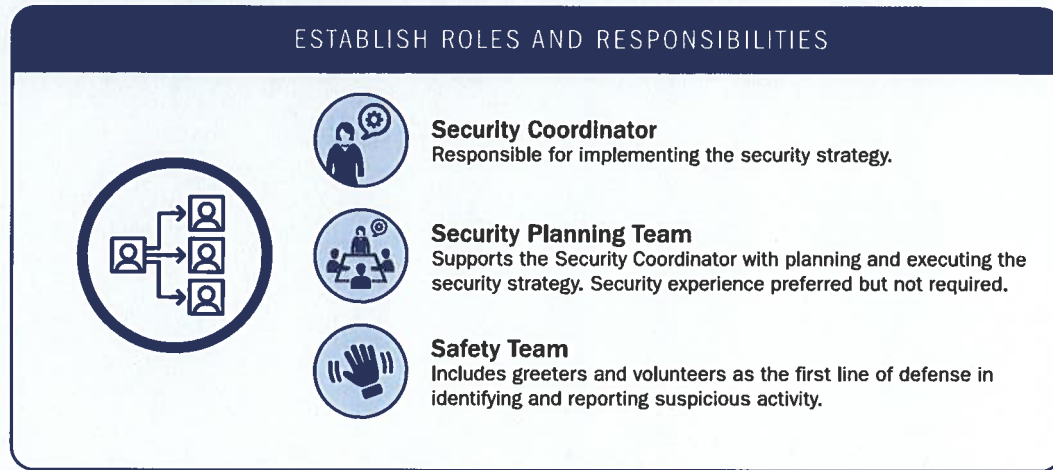 ESTABLISH ROLES AND RESPONSIBILITIES
Security Coordinator
Responsible for implementing the security strategy.
Security Planning Team
Supports the Security Coordinator with planning and executing the
security strategy. Security experience preferred but not required.
Safety Team
Includes greeters and volunteers as the first line of defense in
identifying and reporting suspicious activity.